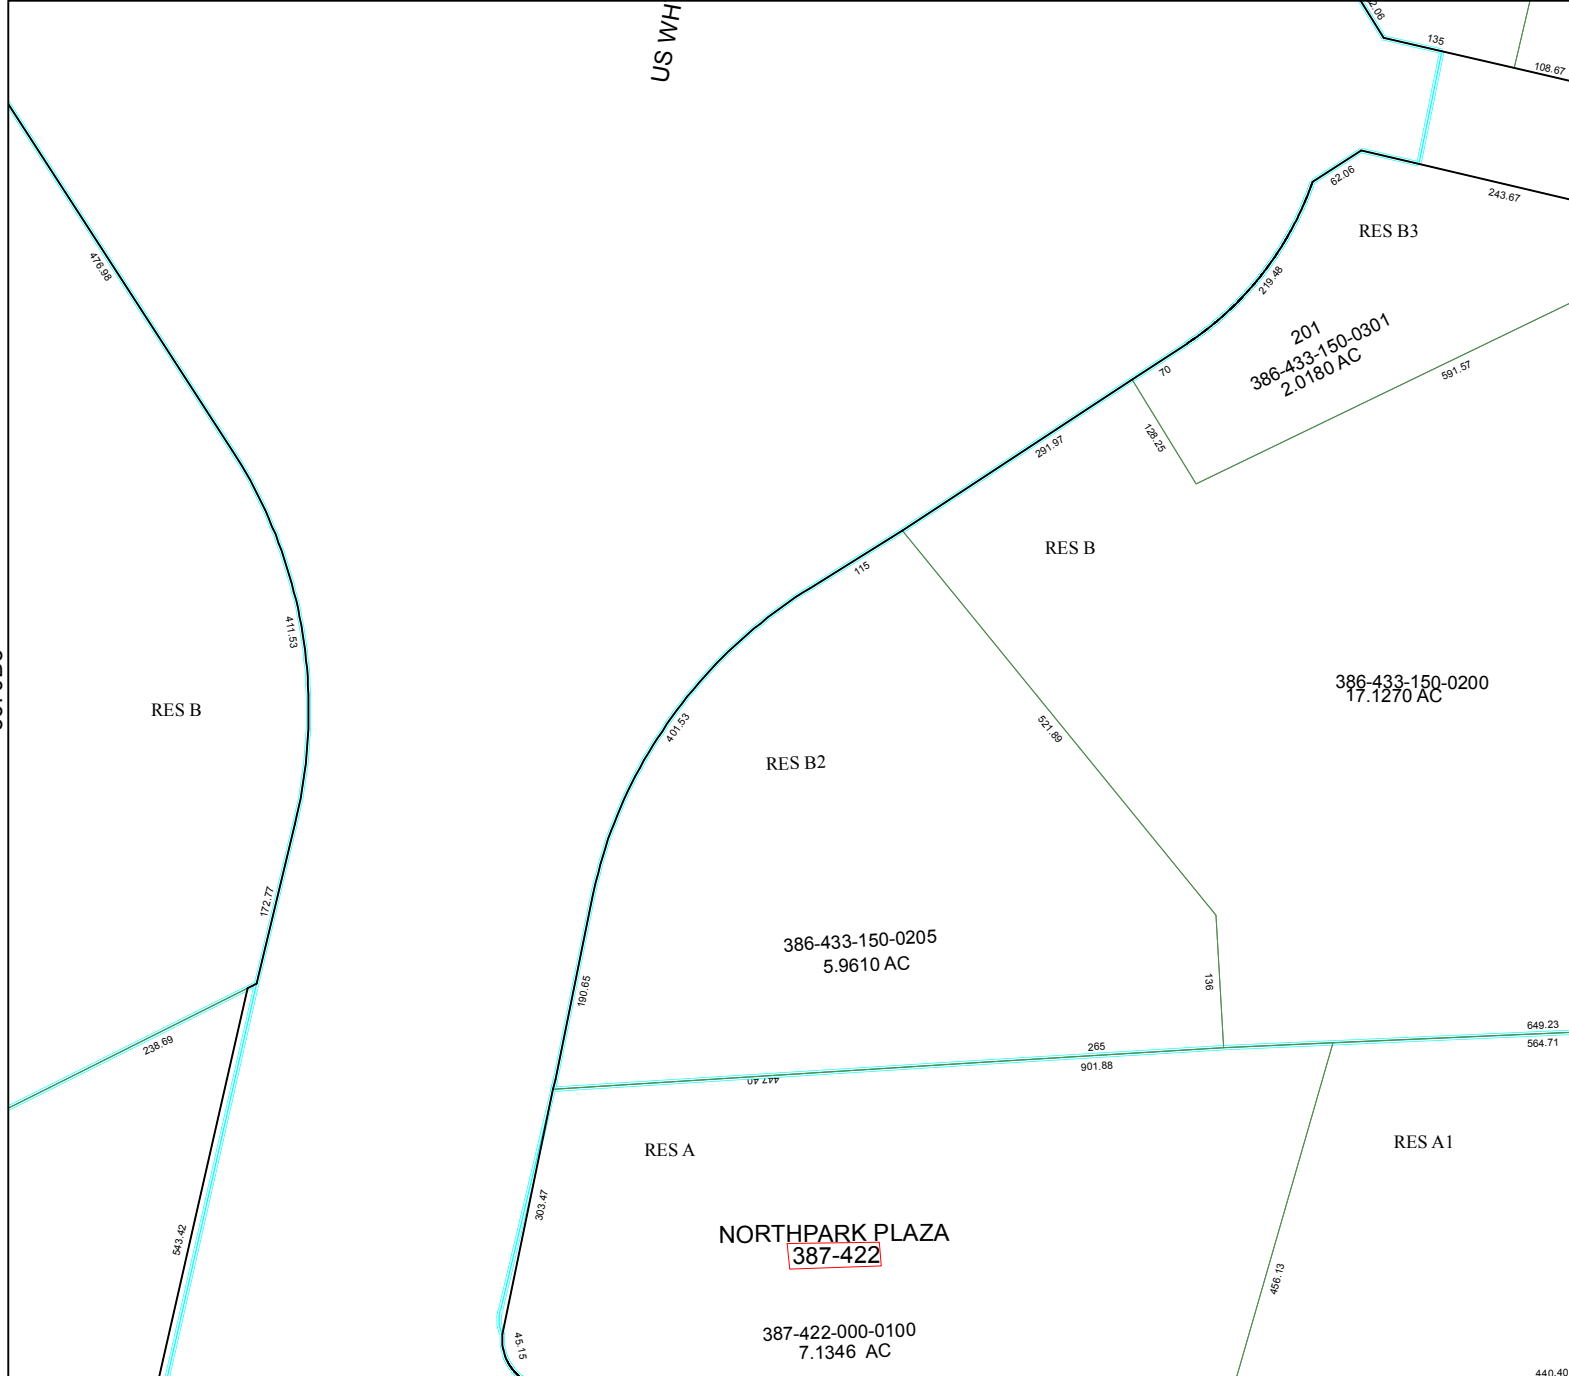 US WH
2.06
135
108.67
62.06
243.67
RES B3
476.98
219.48
201
386-433-150-0301
2.0180 AC
70
591.57
128.25
291.97
RES B
115
411.53
386-433-150-0200
17.1270 AC
RES B
401.53
521.89
RES B2
172.77
386-433-150-0205
5.9610 AC
190.65
136
238.69
649.23
265
564.71
901.88
447.40
RES A
RES A1
303.47
543.42
NORTHPARK PLAZA
387-422
456.13
387-422-000-0100
7.1346 AC
45.15
440.40